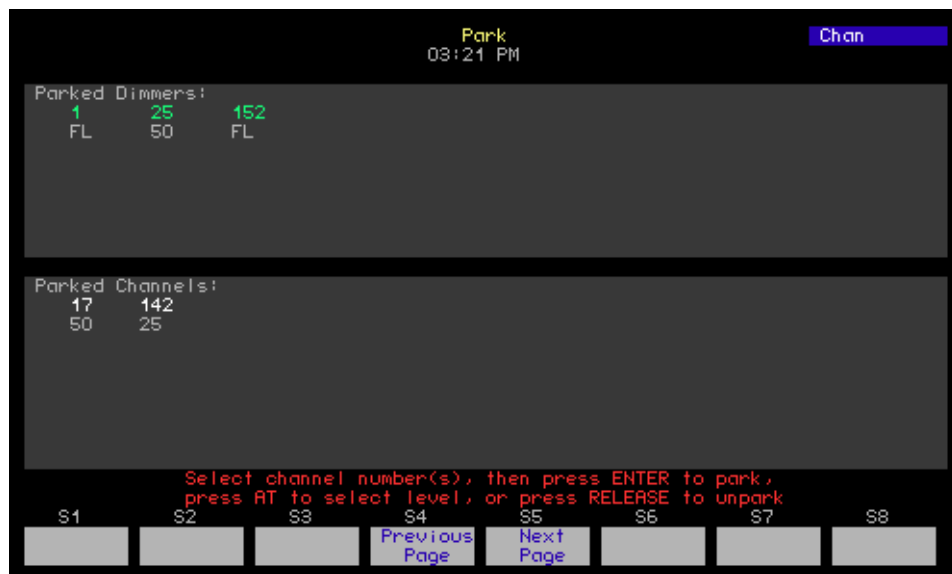 Park
03:21 PM
Chan
Parked Dimmers:
1 25 152
FL 50 FL
Parked Channels:
17 142
50 25
Select channel number(s), then press ENTER to park,
press AT to select level, or press RELEASE to unpark
S1 S2 S3 S4 S5 S6 S7 S8
Previous Page
Next Page